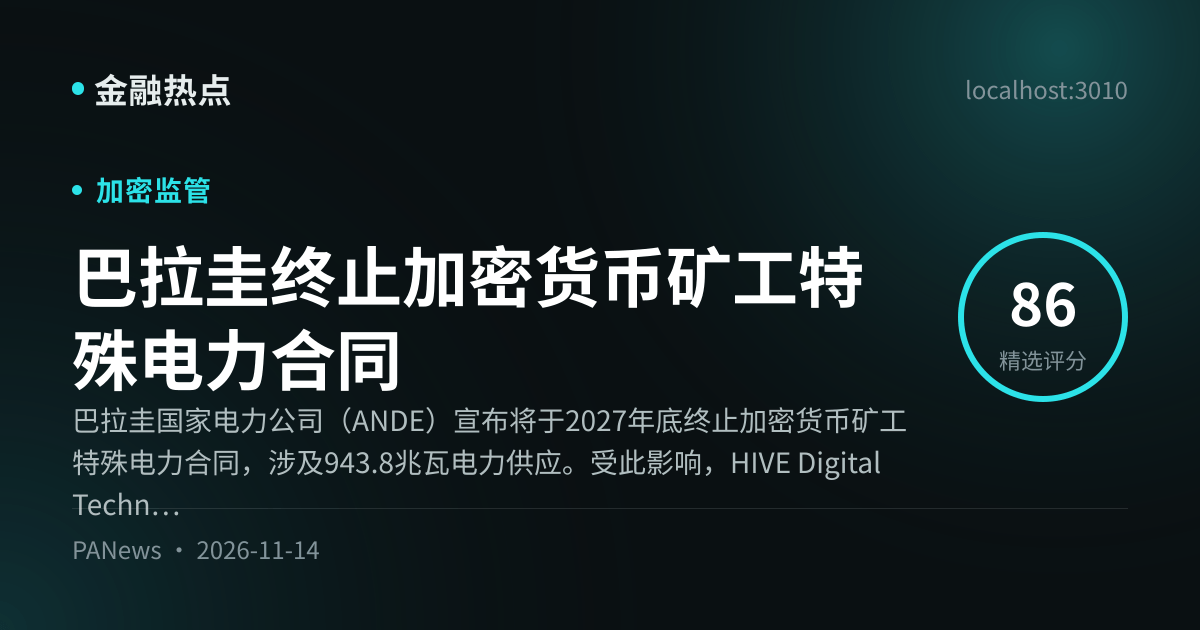 金融热点
localhost:3010
加密监管
巴拉圭终止加密货币矿工特
殊电力合同
86
精选评分
巴拉圭国家电力公司（ANDE）宣布将于2027年底终止加密货币矿工
特殊电力合同，涉及943.8兆瓦电力供应。受此影响，HIVE Digital
Techn…
PANews • 2026-11-14